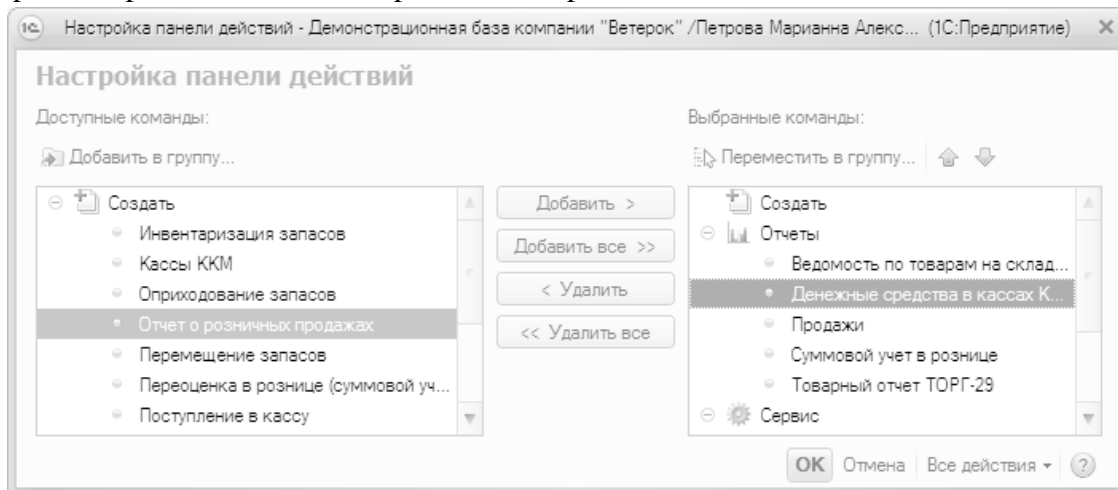 Настройка панели действий - Демонстрационная база компании "Ветерок" /Петрова Марианна Алекс... (1С:Предприятие)
Настройка панели действий
Доступные команды:
Выбранные команды:
Добавить в группу...
Переместить в группу...
Создать
Инвентаризация запасов
Кассы ККМ
Оприходование запасов
Отчет о розничных продажах
Перемещение запасов
Переоценка в рознице (суммовой уч...
Поступление в кассу
Добавить >
Добавить все >>
< Удалить
<< Удалить все
Создать
Отчеты
Ведомость по товарам на склад...
Денежные средства в кассах К...
Продажи
Суммовой учет в рознице
Товарный отчет ТОРГ-29
Сервис
ОК Отмена Все действия ?